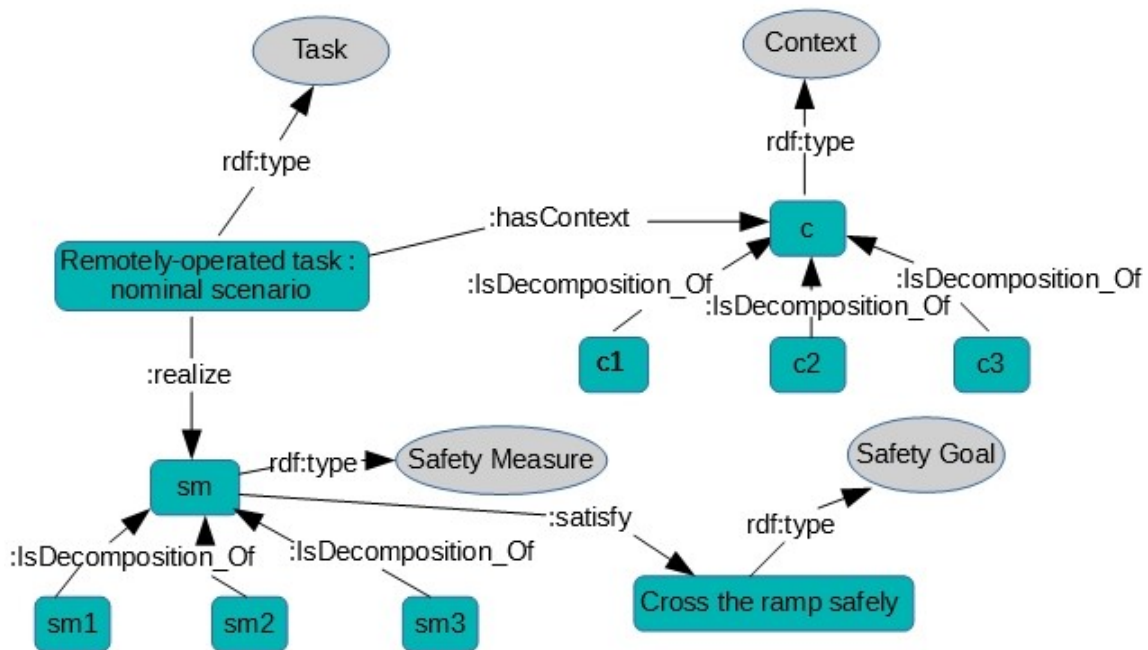 Task
Context
rdf:type
rdf:type
:hasContext
c
Remotely-operated task :
nominal scenario
:IsDecomposition_Of
:IsDecomposition_Of
:IsDecomposition_Of
c1
c2
c3
:realize
Safety Goal
rdf:type
Safety Measure
sm
:satisfy
rdf:type
:IsDecomposition_Of
:IsDecomposition_Of
Cross the ramp safely
sm1
sm2
sm3